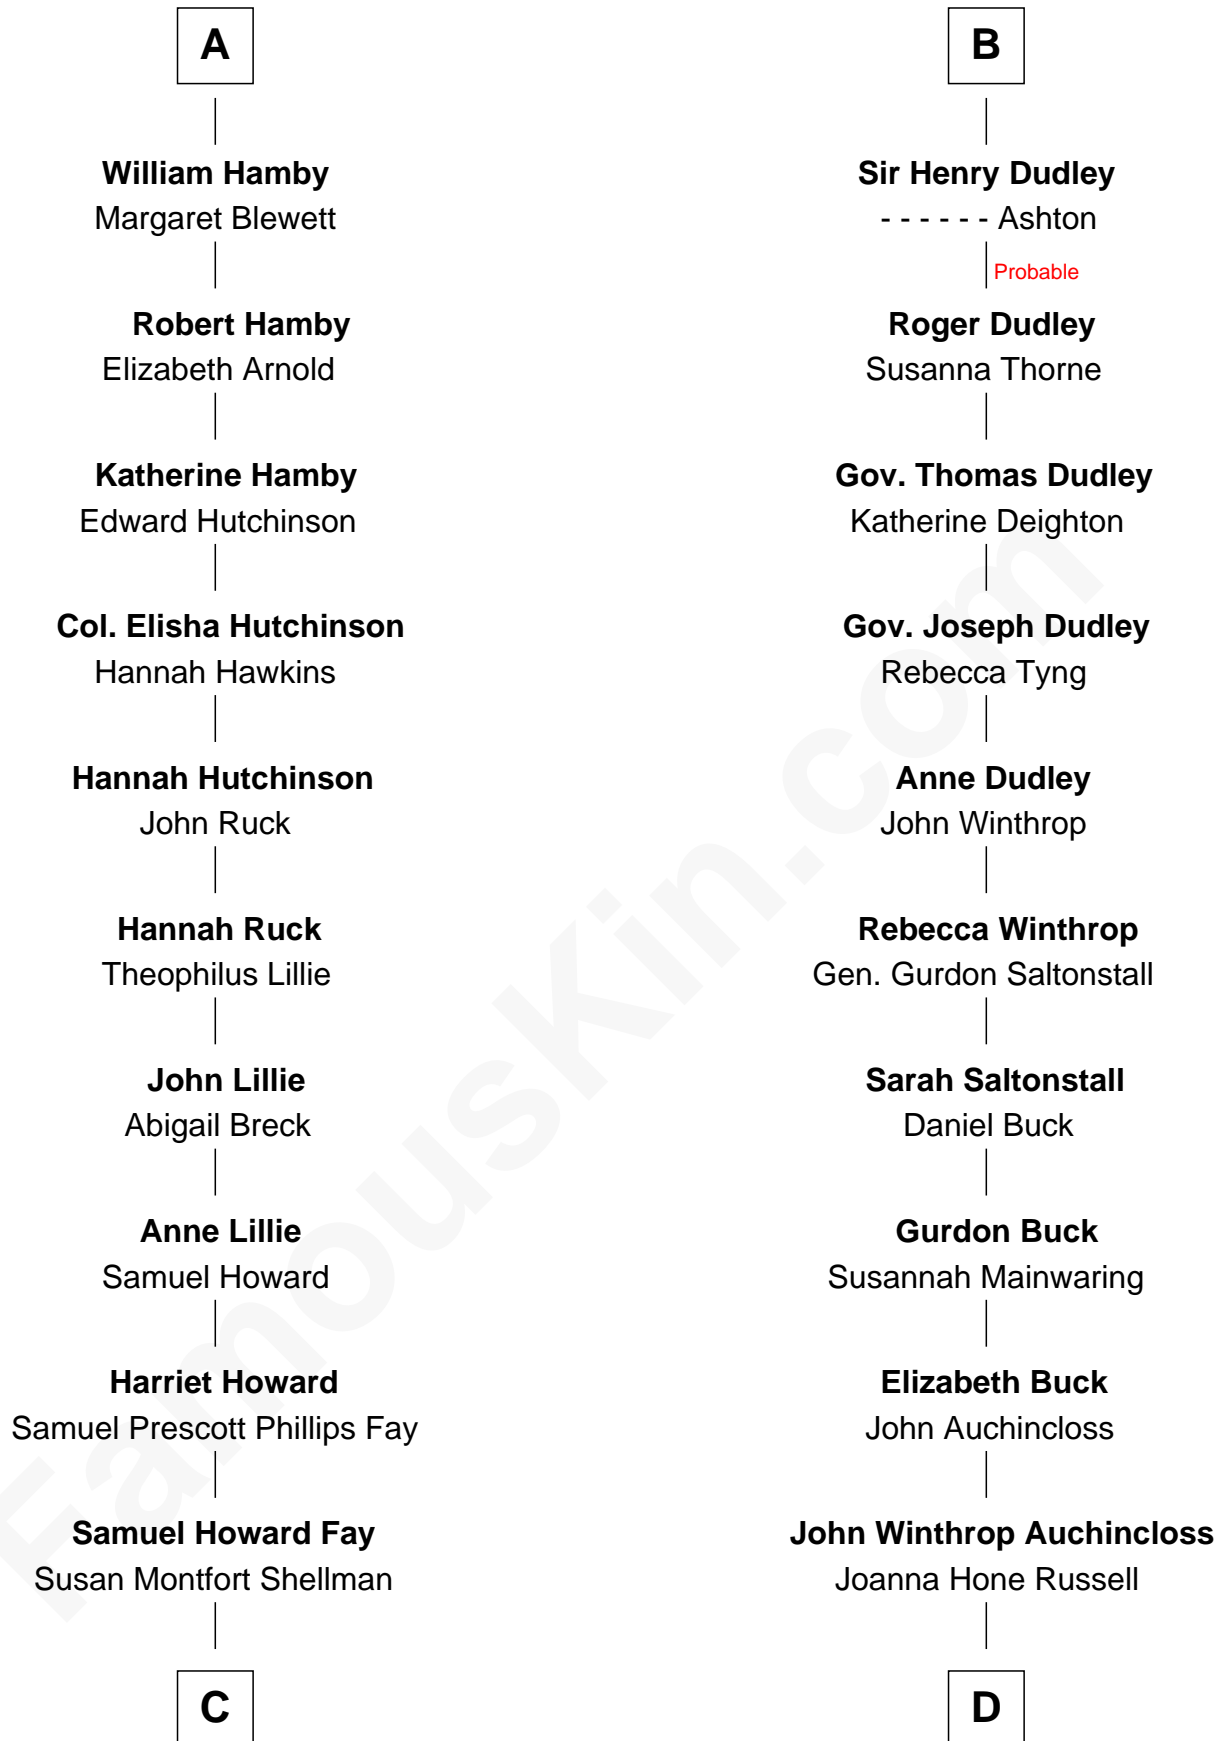 A
William Hamby
Margaret Blewett
Robert Hamby
Elizabeth Arnold
Katherine Hamby
Edward Hutchinson
Col. Elisha Hutchinson
Hannah Hawkins
Hannah Hutchinson
John Ruck
Hannah Ruck
Theophilus Lillie
John Lillie
Abigail Breck
Anne Lillie
Samuel Howard
Harriet Howard
Samuel Prescott Phillips Fay
Samuel Howard Fay
Susan Montfort Shellman
C
B
Sir Henry Dudley
- - - - - - Ashton
Probable
Roger Dudley
Susanna Thorne
Gov. Thomas Dudley
Katherine Deighton
Gov. Joseph Dudley
Rebecca Tyng
Anne Dudley
John Winthrop
Rebecca Winthrop
Gen. Gurdon Saltonstall
Sarah Saltonstall
Daniel Buck
Gurdon Buck
Susannah Mainwaring
Elizabeth Buck
John Auchincloss
John Winthrop Auchincloss
Joanna Hone Russell
D
FamousKin.com